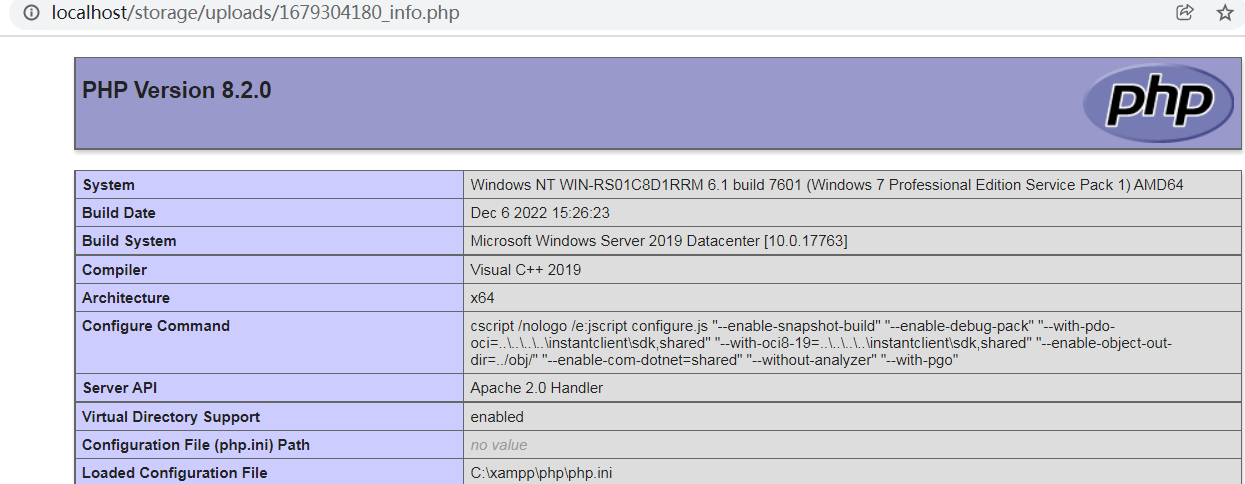 localhost/storage/uploads/1679304180_info.php
PHP Version 8.2.0
php
System Windows NT WIN-RS01C8D1RRM 6.1 build 7601 (Windows 7 Professional Edition Service Pack 1) AMD64
Build Date Dec 6 2022 15:26:23
Build System Microsoft Windows Server 2019 Datacenter [10.0.17763]
Compiler Visual C++ 2019
Architecture x64
Configure Command cscript /nologo /e:jscript configure.js "--enable-snapshot-build" "--enable-debug-pack" "--with-pdo-
oci=..\..\..\..\instantclient\sdk,shared" "--with-oci8-19=..\..\..\..\instantclient\sdk,shared" "--enable-object-out-
dir=../obj/" "--enable-com-dotnet=shared" "--without-analyzer" "--with-pgo"
Server API Apache 2.0 Handler
Virtual Directory Support enabled
Configuration File (php.ini) Path no value
Loaded Configuration File C:\xampp\php\php.ini